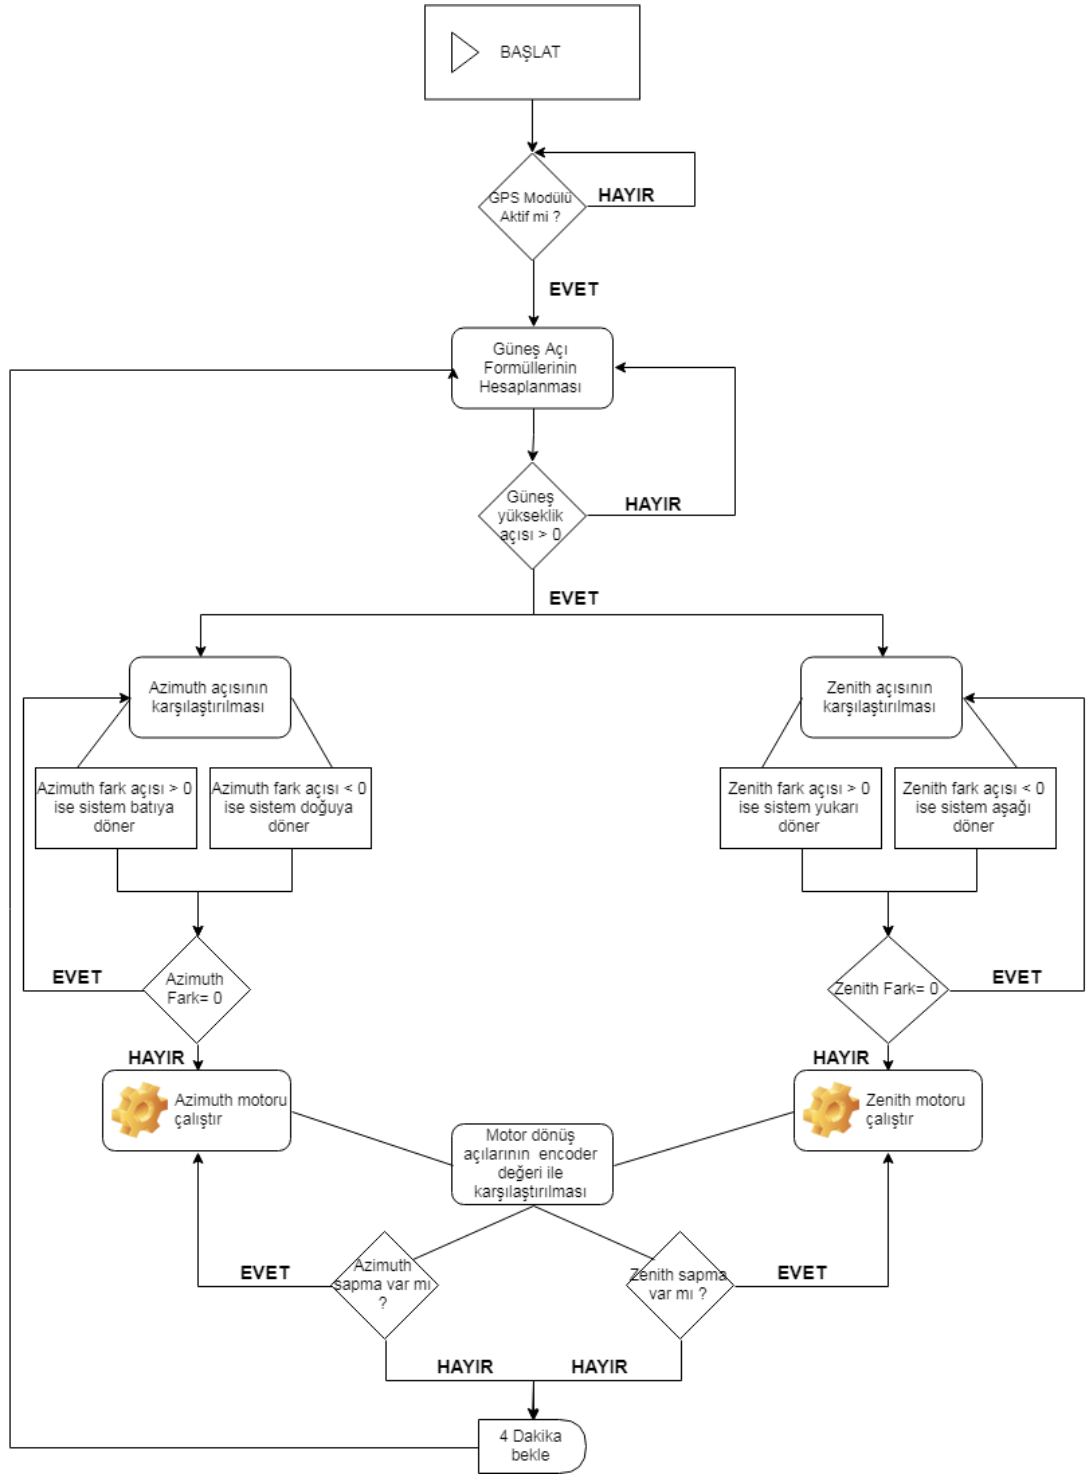 BAŞLAT
GPS Modülü
Aktif mi ?
HAYIR
EVET
Güneş Açı
Formüllerinin
Hesaplanması
Güneş
yükseklik
açısı > 0
HAYIR
EVET
Azimuth açısının
karşılaştırılması
Zenith açısının
karşılaştırılması
Azimuth fark açısı > 0
ise sistem batıya
döner
Azimuth fark açısı < 0
ise sistem doğuya
döner
Zenith fark açısı > 0
ise sistem yukarı
döner
Zenith fark açısı < 0
ise sistem aşağı
döner
EVET
Azimuth
Fark= 0
Zenith Fark= 0
EVET
HAYIR
HAYIR
Azimuth motoru
çalıştır
Zenith motoru
çalıştır
Motor dönüş
açılarının encoder
değeri ile
karşılaştırılması
EVET
Azimuth
sapma var mı
?
Zenith sapma
var mı ?
EVET
HAYIR
HAYIR
4 Dakika
bekle